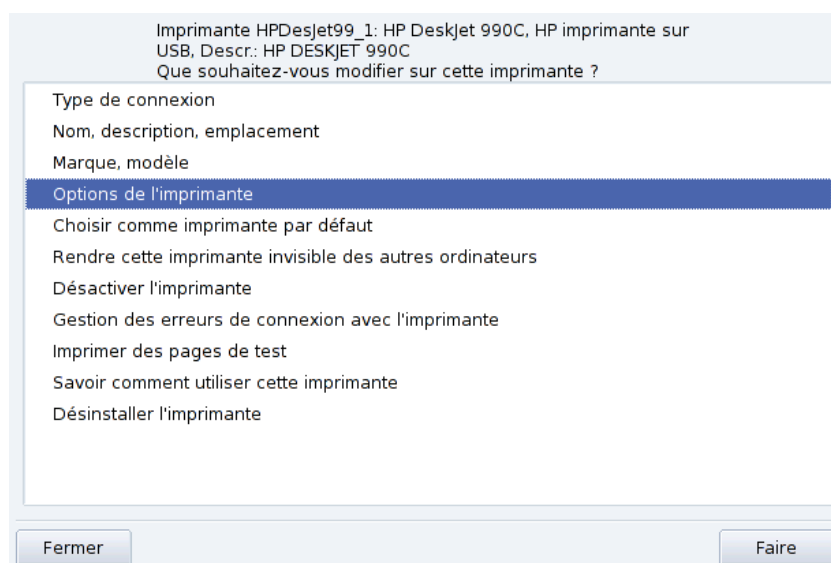 Imprimante HPDesJet99_1: HP DeskJet 990C, HP imprimante sur
USB, Descr.: HP DESKJET 990C
Que souhaitez-vous modifier sur cette imprimante ?
Type de connexion
Nom, description, emplacement
Marque, modèle
Options de l'imprimante
Choisir comme imprimante par défaut
Rendre cette imprimante invisible des autres ordinateurs
Désactiver l'imprimante
Gestion des erreurs de connexion avec l'imprimante
Imprimer des pages de test
Savoir comment utiliser cette imprimante
Désinstaller l'imprimante
Fermer
Faire